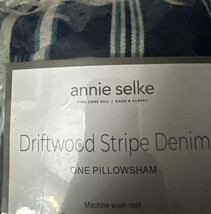 annie selke
PINE CONE HILL | DASH & ALBERT
Driftwood Stripe Denim
ONE PILLOWSHAM
Machine wash cold.